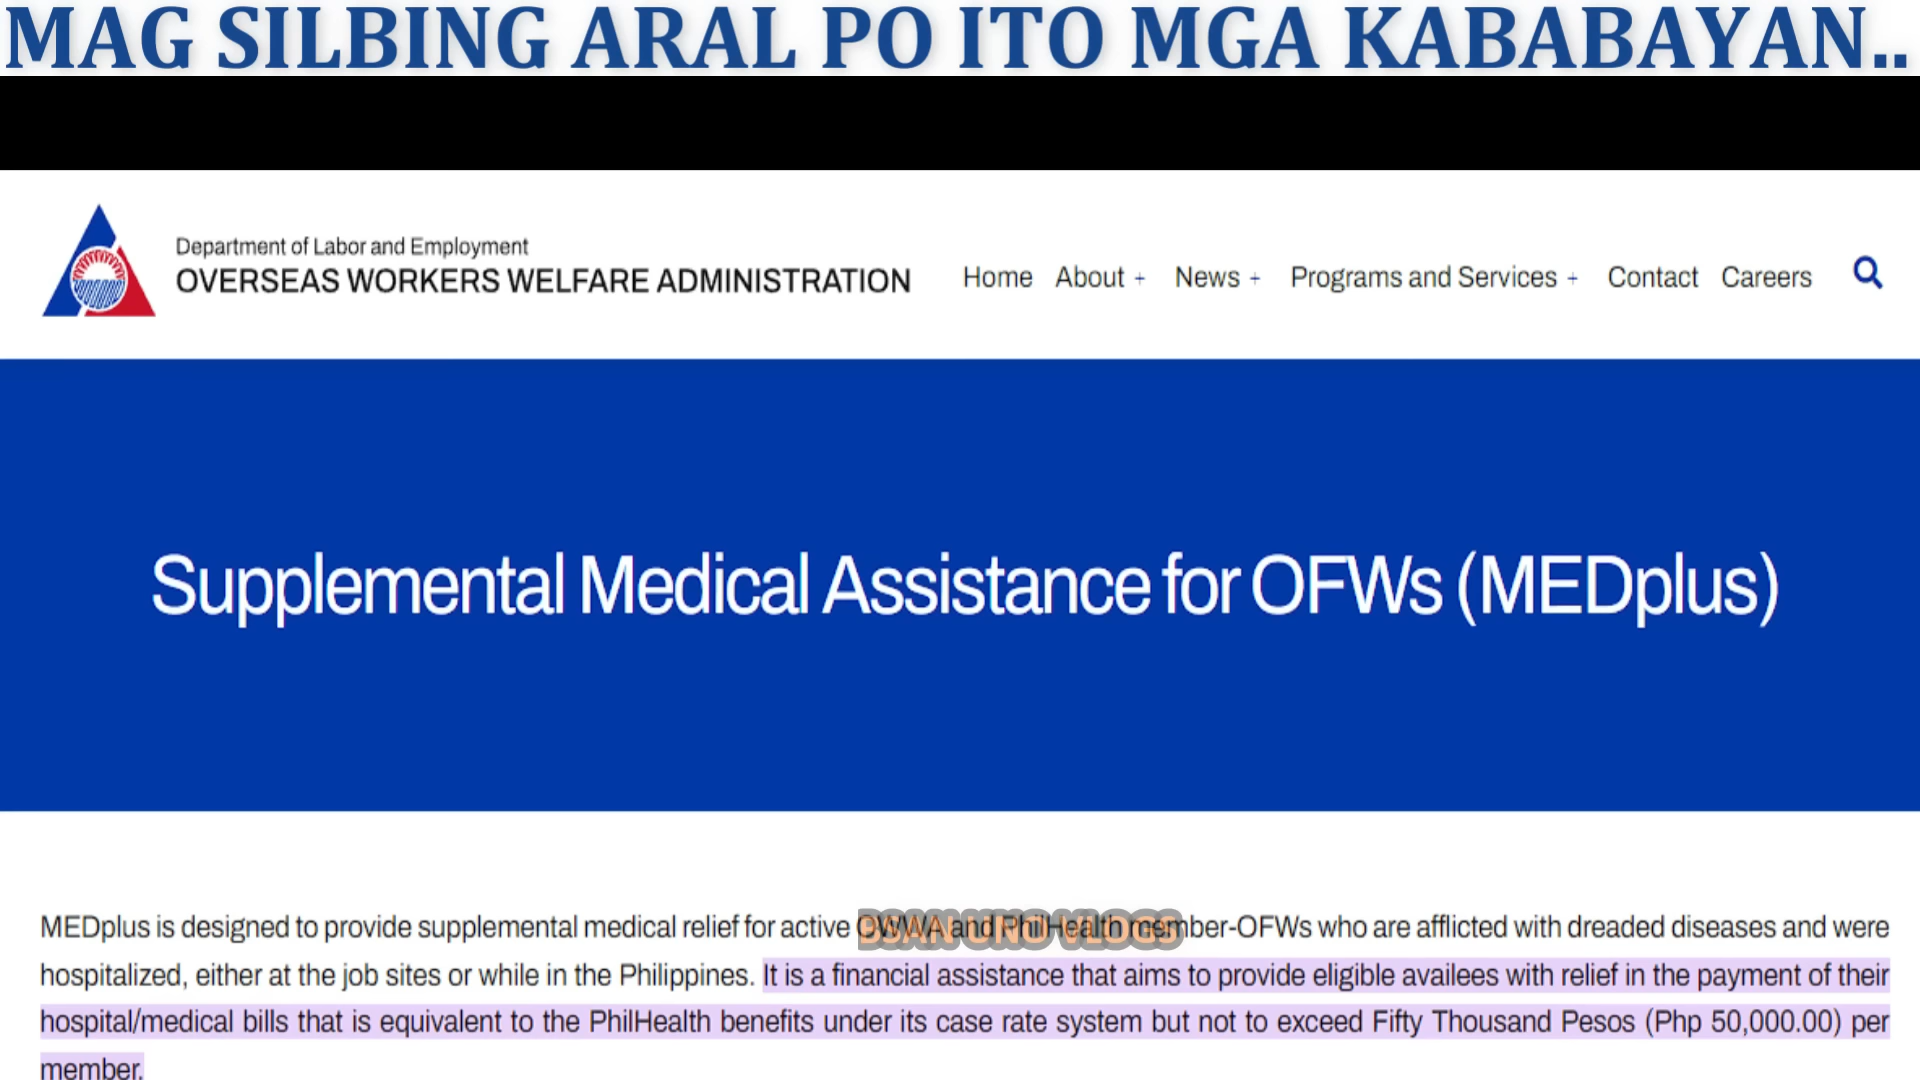 MAG SILBING ARAL PO ITO MGA KABABAYAN..
Department of Labor and Employment
OVERSEAS WORKERS WELFARE ADMINISTRATION
Home About + News + Programs and Services + Contact Careers
Supplemental Medical Assistance for OFWs (MEDplus)
MEDplus is designed to provide supplemental medical relief for active OWWA and PhilHealth member-OFWs who are afflicted with dreaded diseases and were
BSAN UNO VLOGS
hospitalized, either at the job sites or while in the Philippines. It is a financial assistance that aims to provide eligible availees with relief in the payment of their
hospital/medical bills that is equivalent to the PhilHealth benefits under its case rate system but not to exceed Fifty Thousand Pesos (Php 50,000.00) per
member.